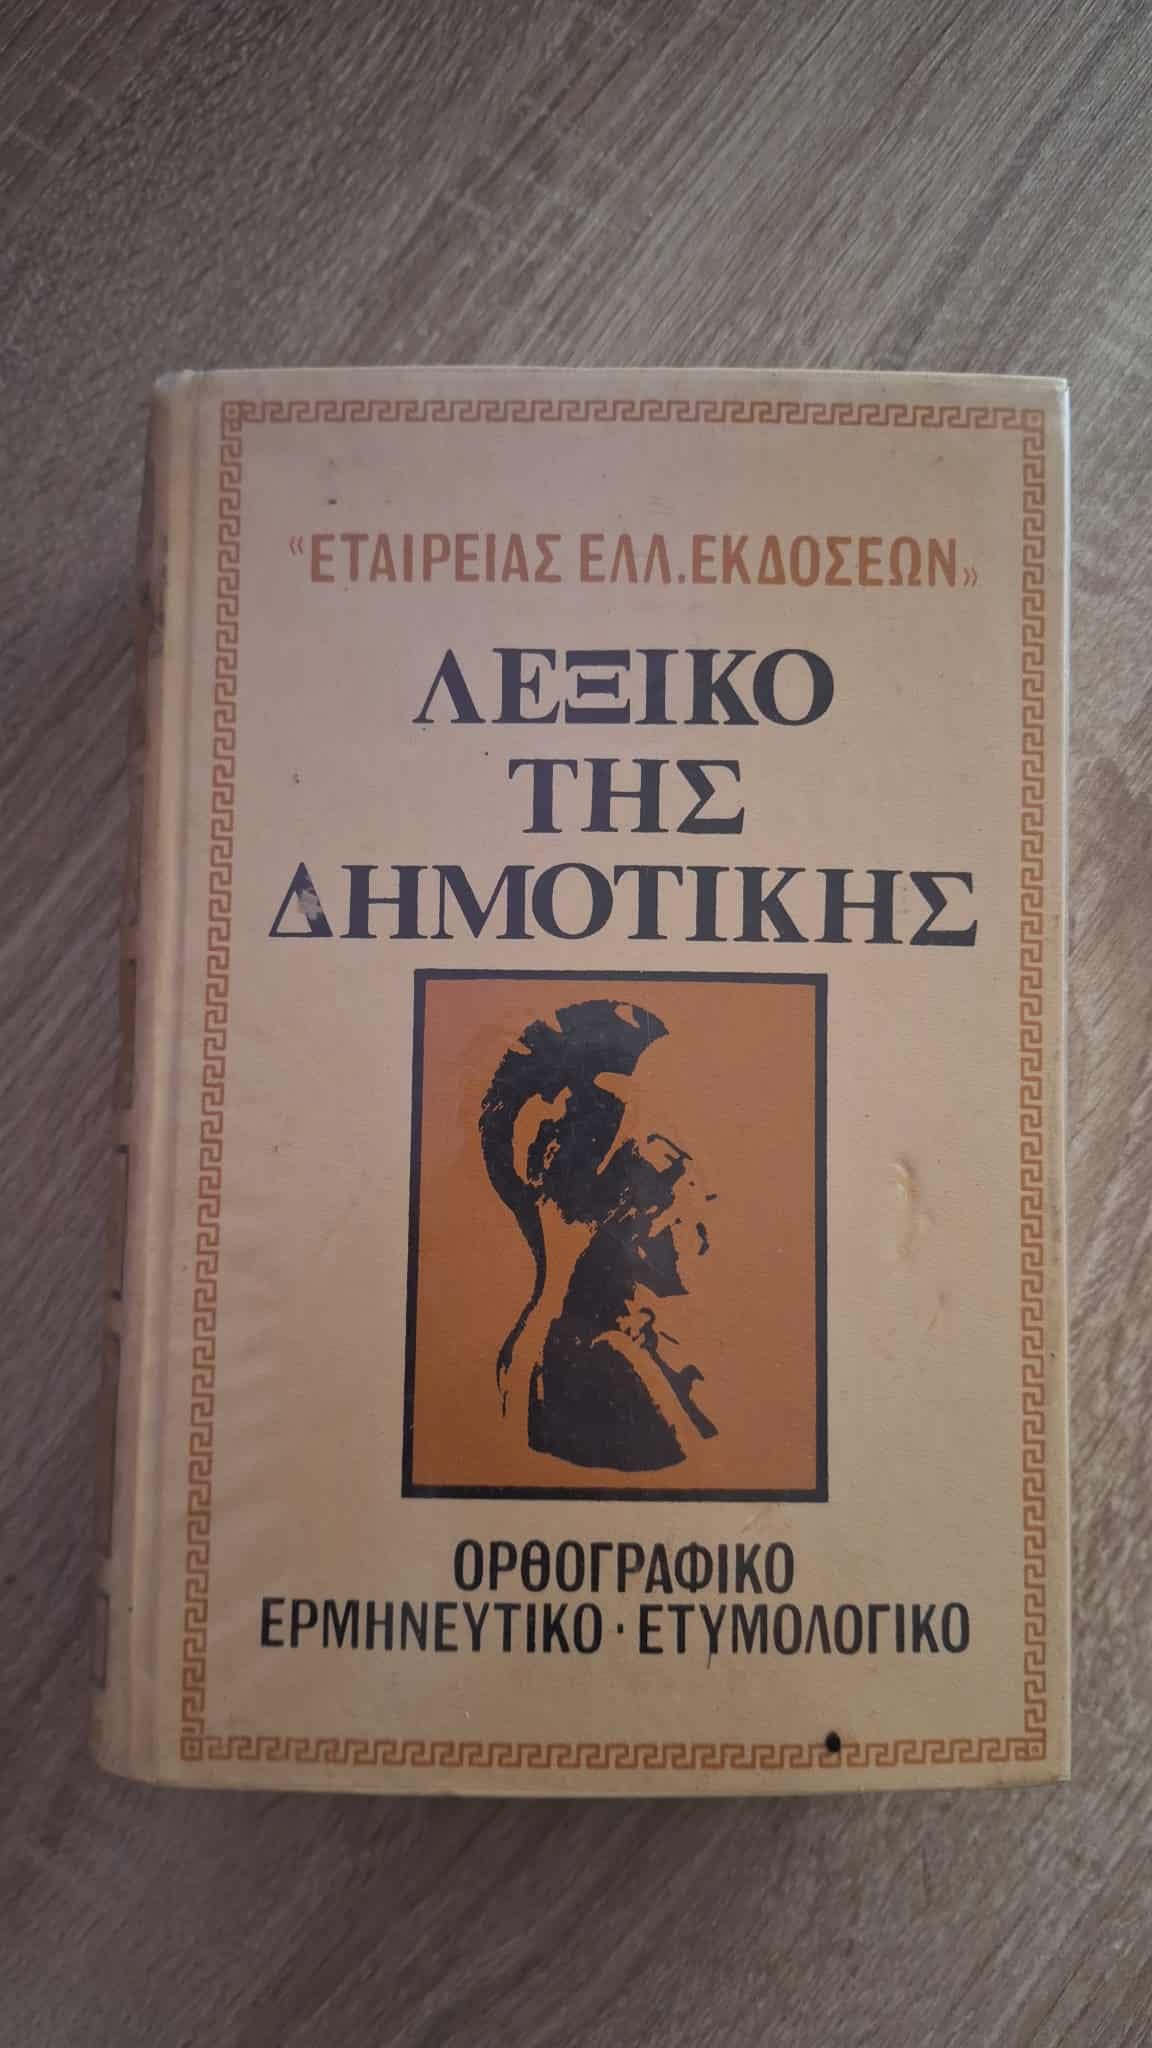 «ΕΤΑΙΡΕΙΑΣ ΕΛΛ.ΕΚΔΟΣΕΩΝ»
ΛΕΞΙΚΟ
ΤΗΣ
ΔΗΜΟΤΙΚΗΣ
ΟΡΘΟΓΡΑΦΙΚΟ
ΕΡΜΗΝΕΥΤΙΚΟ · ΕΤΥΜΟΛΟΓΙΚΟ